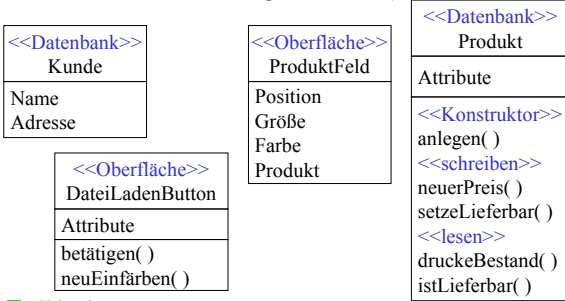 <<Datenbank>>
Kunde
Name
Adresse
<<Oberfläche>>
ProduktFeld
Position
Größe
Farbe
Produkt
<<Datenbank>>
Produkt
Attribute
<<Konstruktor>>
anlegen( )
<<schreiben>>
neuerPreis( )
setzeLieferbar( )
<<lesen>>
druckeBestand( )
istLieferbar( )
<<Oberfläche>>
DateiLadenButton
Attribute
betätigen( )
neuEinfärben( )